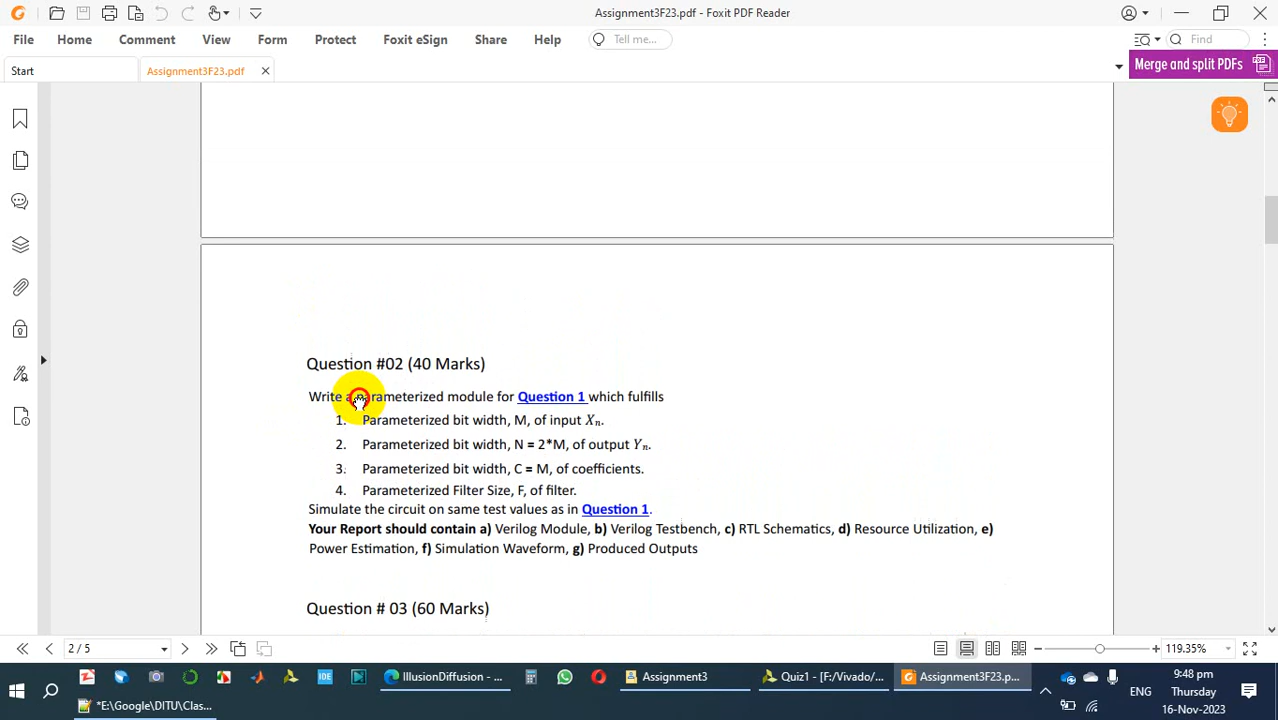 Assignment3F23.pdf - Foxit PDF Reader
File Home Comment View Form Protect Foxit eSign Share Help Tell me... Find
Start Assignment3F23.pdf Merge and split PDFs
Question #02 (40 Marks)
Write a parameterized module for Question 1 which fulfills
1. Parameterized bit width, M, of input Xn.
2. Parameterized bit width, N = 2*M, of output Yn.
3. Parameterized bit width, C = M, of coefficients.
4. Parameterized Filter Size, F, of filter.
Simulate the circuit on same test values as in Question 1.
Your Report should contain a) Verilog Module, b) Verilog Testbench, c) RTL Schematics, d) Resource Utilization, e)
Power Estimation, f) Simulation Waveform, g) Produced Outputs
Question # 03 (60 Marks)
2 / 5 119.35%
IDE IllusionDiffusion - ... Assignment3 Quiz1 - [F:/Vivado/... Assignment3F23.p... ENG 9:48 pm
Thursday
16-Nov-2023
*E:\Google\DITU\Clas...